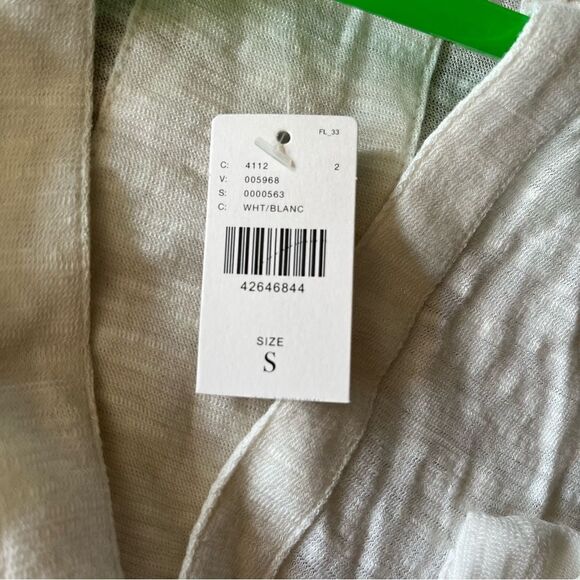 FL_33
C: 4112 2
V: 005968
S: 0000563
C: WHT/BLANC
42646844
SIZE
S